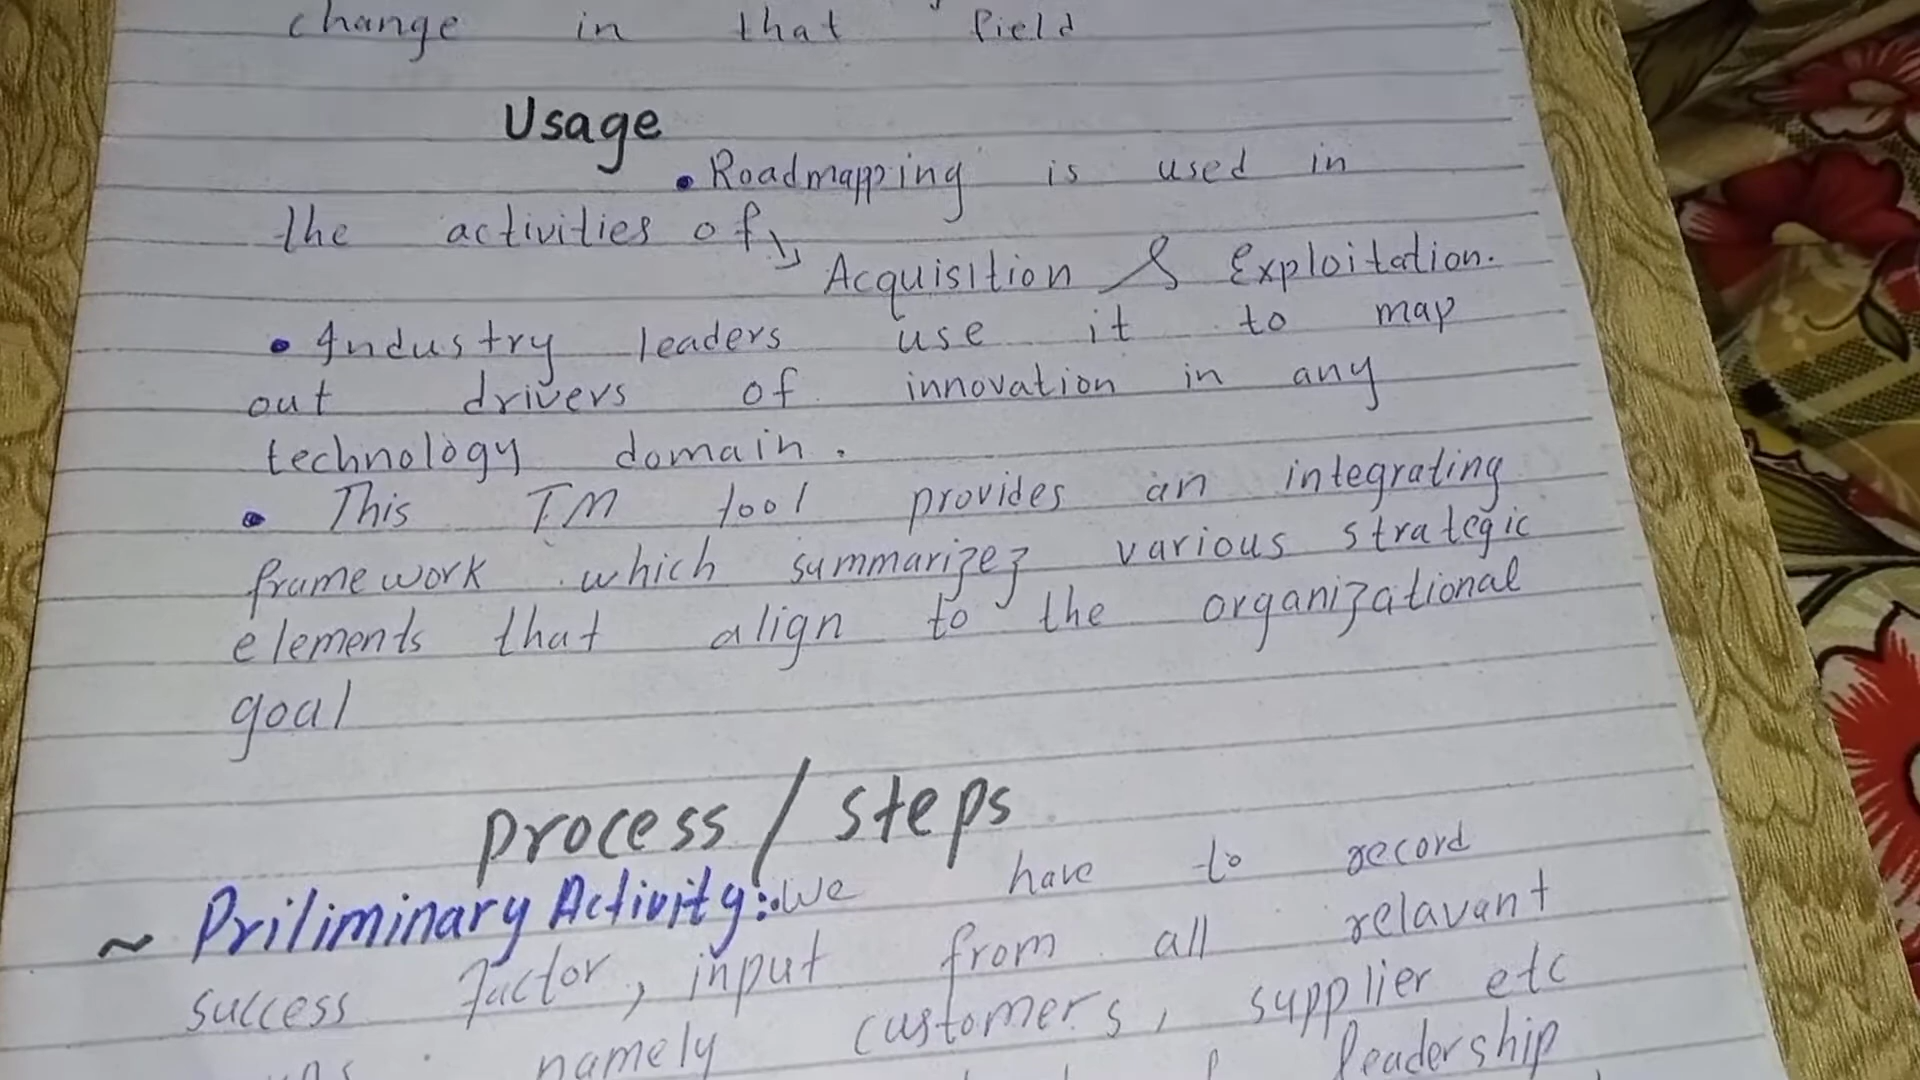 change in that field
Usage
• Roadmapping is used in
the activities of ↘
Acquisition & Exploitation.
• Industry leaders use it to map
out drivers of innovation in any
technology domain.
• This TM tool provides an integrating
framework which summarizez various strategic
elements that align to the organizational
goal
process / steps
~ Priliminary Activity:. We have to record
success factor, input from all relavant
namely customers, supplier etc
leadership